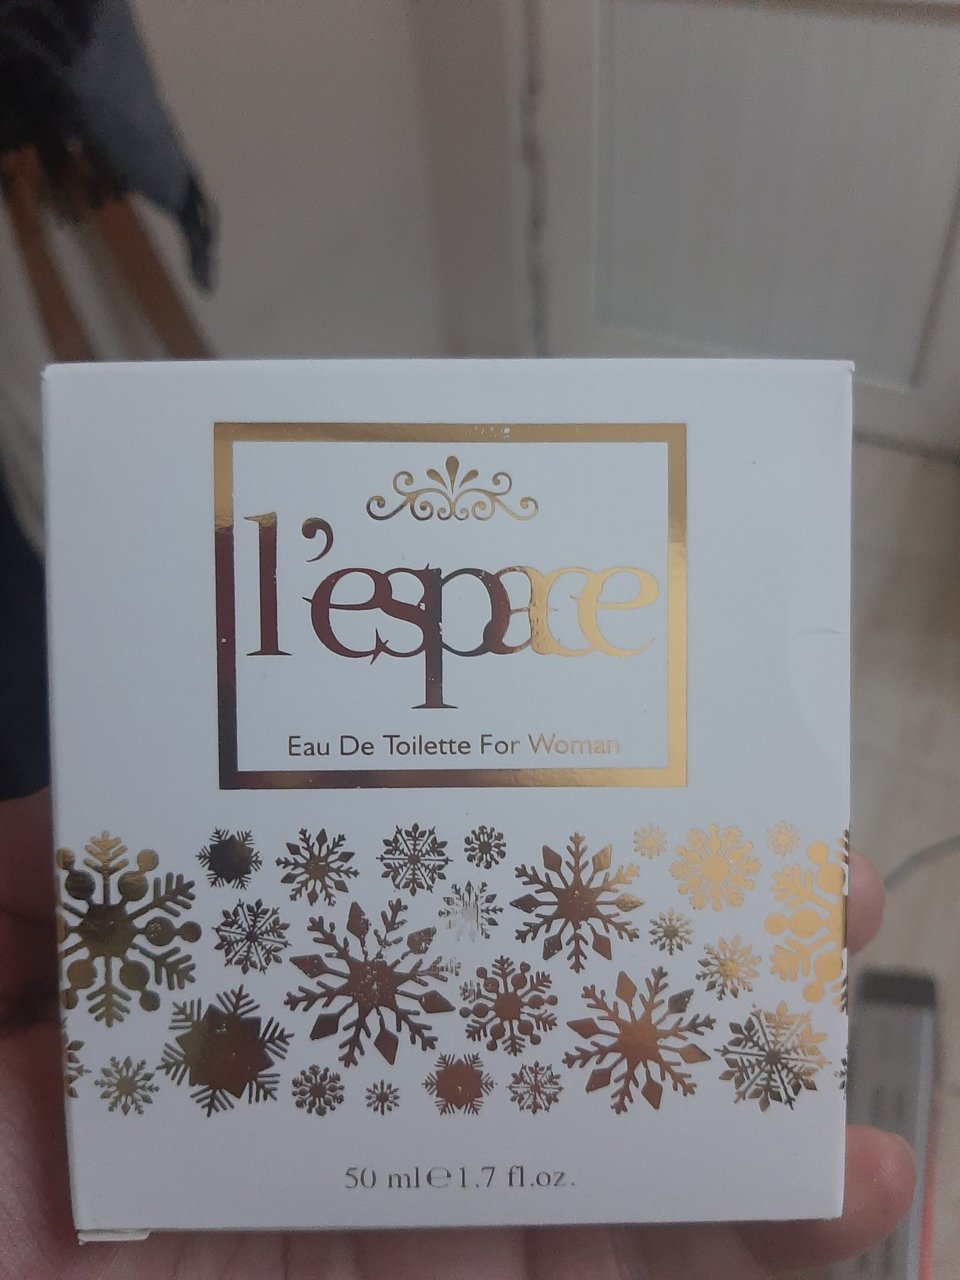 l'espace
Eau De Toilette For Woman
50 ml ℮ 1.7 fl.oz.